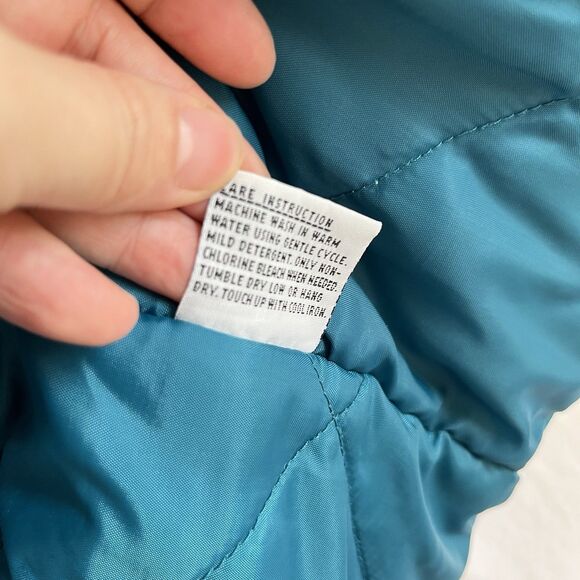 CARE INSTRUCTION
MACHINE WASH IN WARM
WATER USING GENTLE CYCLE.
MILD DETERGENT. ONLY NON-
CHLORINE BLEACH WHEN NEEDED.
TUMBLE DRY LOW OR HANG
DRY. TOUCH UP WITH COOL IRON.